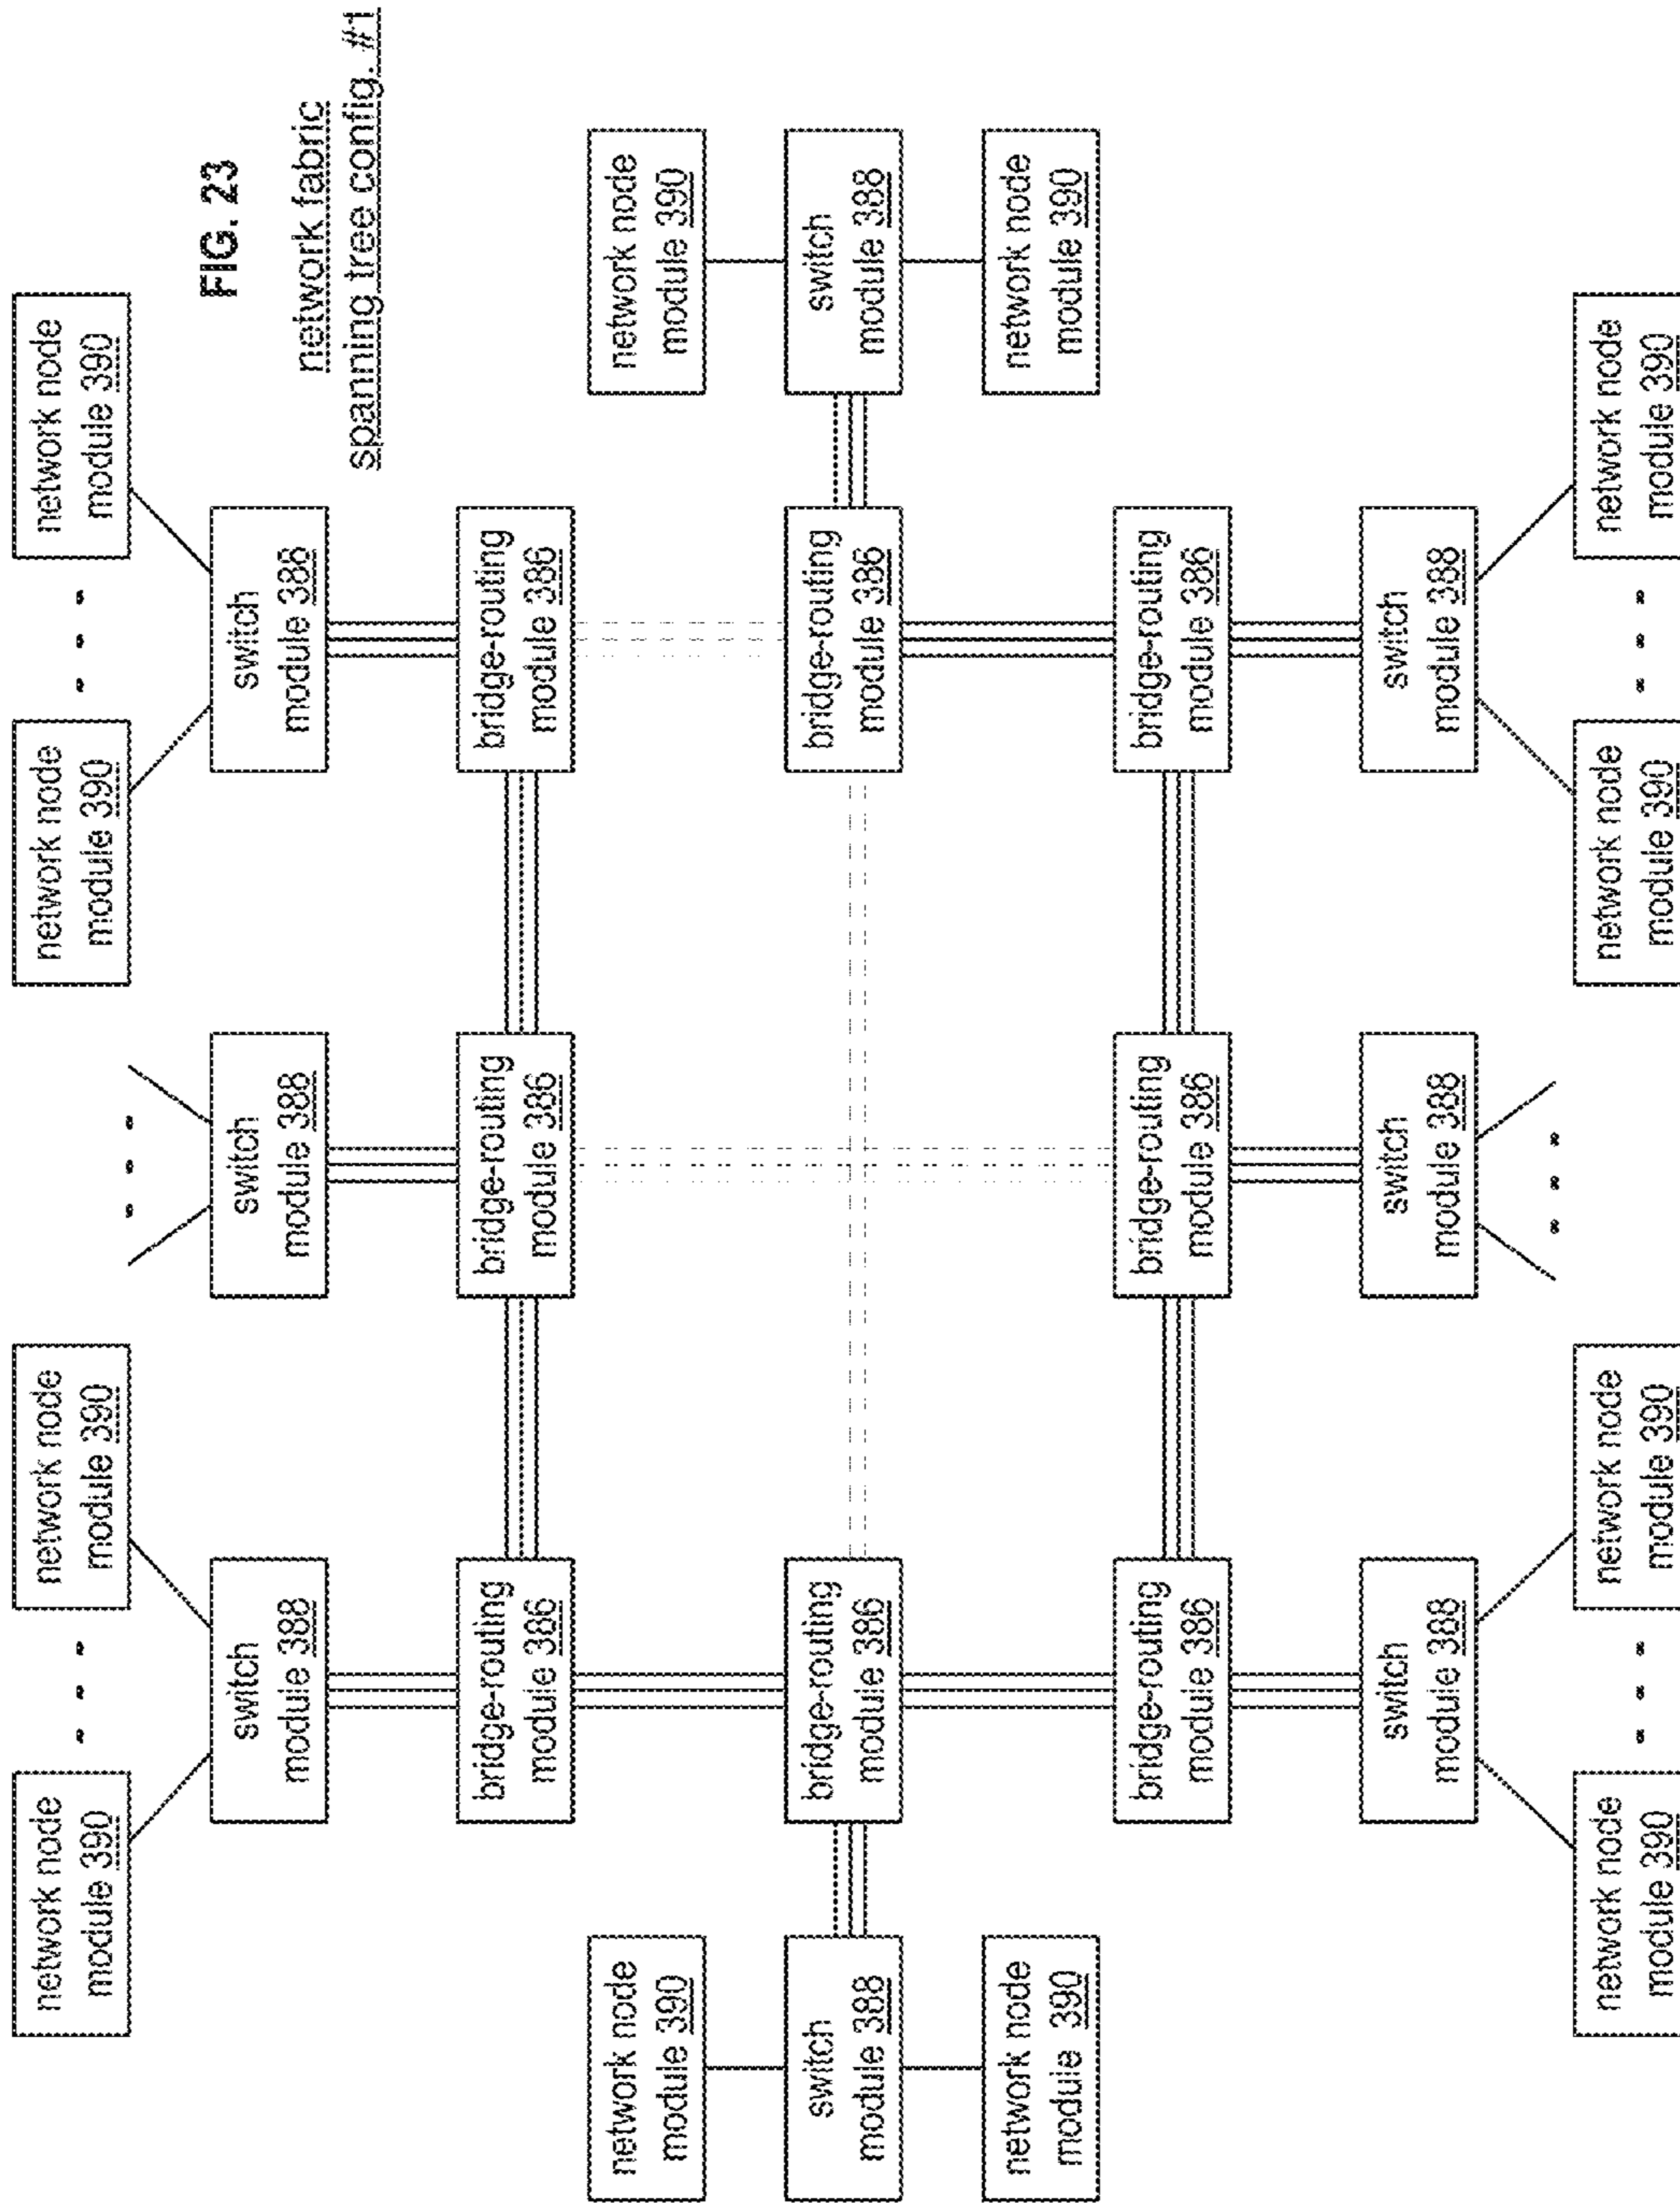 network node
module 390
network node
module 390
network node
module 390
network node
module 390
FIG. 23
network fabric
spanning tree config. #1
switch
module 388
switch
module 388
switch
module 388
bridge-routing
module 386
bridge-routing
module 386
bridge-routing
module 386
network node
module 390
network node
module 390
switch
module 388
bridge-routing
module 386
bridge-routing
module 386
switch
module 388
network node
module 390
network node
module 390
bridge-routing
module 386
bridge-routing
module 386
bridge-routing
module 386
switch
module 388
switch
module 388
switch
module 388
network node
module 390
network node
module 390
network node
module 390
network node
module 390